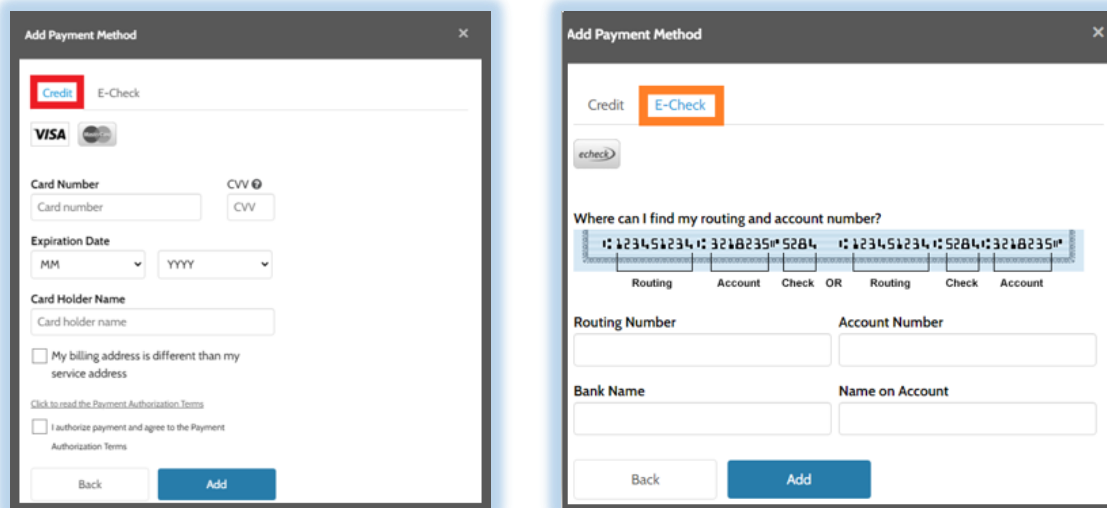 Add Payment Method ×
Credit E-Check
VISA MasterCard
Card Number CVV
Card number CVV
Expiration Date
MM YYYY
Card Holder Name
Card holder name
My billing address is different than my
service address
Click to read the Payment Authorization Terms
I authorize payment and agree to the Payment
Authorization Terms
Back Add
Add Payment Method ×
Credit E-Check
echeck
Where can I find my routing and account number?
⑆123451234⑆ 3218235⑈ 5284 ⑆123451234⑆5284⑆3218235⑈
Routing Account Check OR Routing Check Account
Routing Number Account Number
Bank Name Name on Account
Back Add